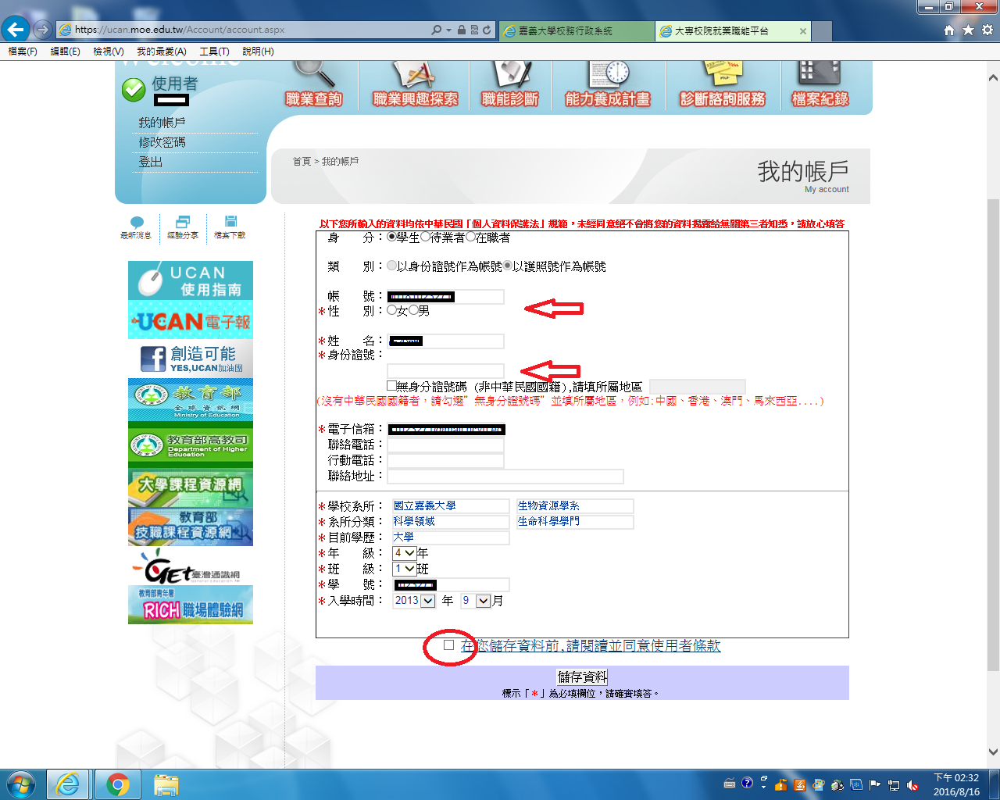 https://ucan.moe.edu.tw/Account/account.aspx
嘉義大學校務行政系統
大專校院就業職能平台
檔案(F) 編輯(E) 檢視(V) 我的最愛(A) 工具(T) 說明(H)
使用者
我的帳戶
修改密碼
登出
職業查詢 職業興趣探索 職能診斷 能力養成計畫 診斷諮詢服務 檔案紀錄
首頁 > 我的帳戶
我的帳戶
My account
最新消息 經驗分享 檔案下載
UCAN
使用指南
UCAN電子報
創造可能
YES,UCAN加油團
教育部
全球資訊網
Ministry of Education
教育部高教司
Department of Higher
Education
大學課程資源網
教育部
技職課程資源網
Get臺灣通識網
教育部青年署
RICH職場體驗網
以下您所輸入的資料均依中華民國「個人資料保護法」規範，未經同意絕不會將您的資料揭露給無關第三者知悉，請放心填答
身 分：學生 待業者 在職者
類 別：以身份證號作為帳號 以護照號作為帳號
帳 號：
*性 別：女 男
*姓 名：
*身份證號：
無身分證號碼 (非中華民國國籍),請填所屬地區
(沒有中華民國國籍者，請勾選”無身分證號碼”並填所屬地區，例如:中國、香港、澳門、馬來西亞....)
*電子信箱：
聯絡電話：
行動電話：
聯絡地址：
*學校系所： 國立嘉義大學 生物資源學系
*系所分類： 科學領域 生命科學學門
*目前學歷： 大學
*年 級： 4 年
*班 級： 1 班
*學 號：
*入學時間： 2013 年 9 月
在您儲存資料前,請閱讀並同意使用者條款
儲存資料
標示「*」為必填欄位，請確實填答。
下午 02:32
2016/8/16